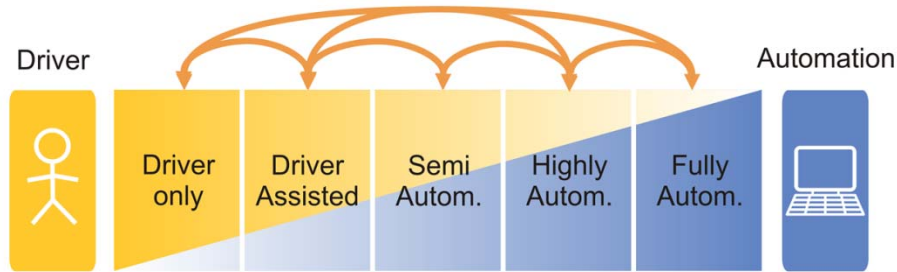 Driver
Automation
Driver
only
Driver
Assisted
Semi
Autom.
Highly
Autom.
Fully
Autom.